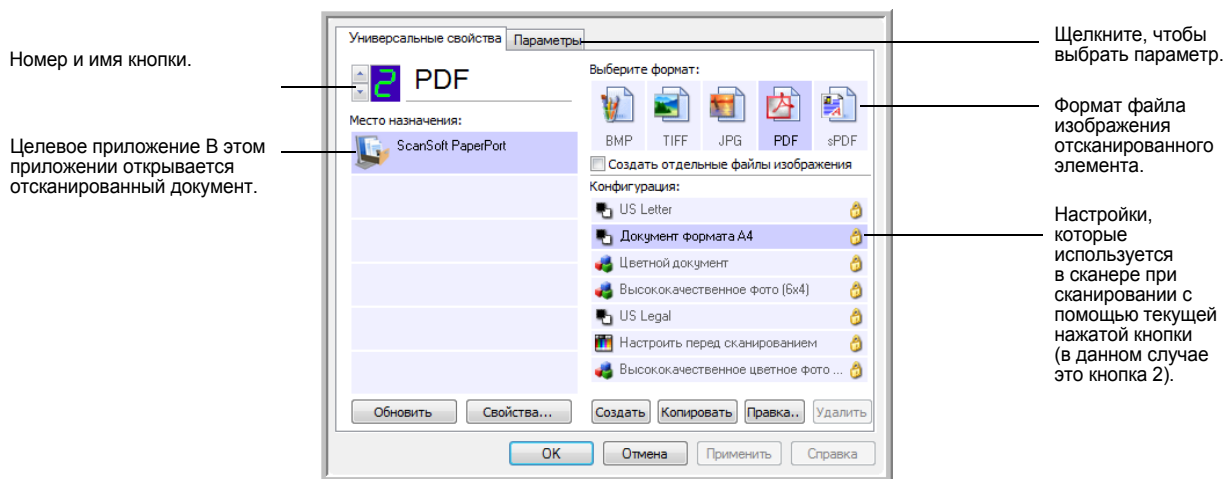 Номер и имя кнопки.
Целевое приложение В этом
приложении открывается
отсканированный документ.
Универсальные свойства
Параметры
2
PDF
Место назначения:
ScanSoft PaperPort
Обновить
Свойства...
Выберите формат:
BMP TIFF JPG PDF sPDF
Создать отдельные файлы изображения
Конфигурация:
US Letter
Документ формата A4
Цветной документ
Высококачественное фото (6x4)
US Legal
Настроить перед сканированием
Высококачественное цветное фото ...
Создать
Копировать
Правка..
Удалить
OK
Отмена
Применить
Справка
Щелкните, чтобы
выбрать параметр.
Формат файла
изображения
отсканированного
элемента.
Настройки,
которые
используется
в сканере при
сканировании с
помощью текущей
нажатой кнопки
(в данном случае
это кнопка 2).